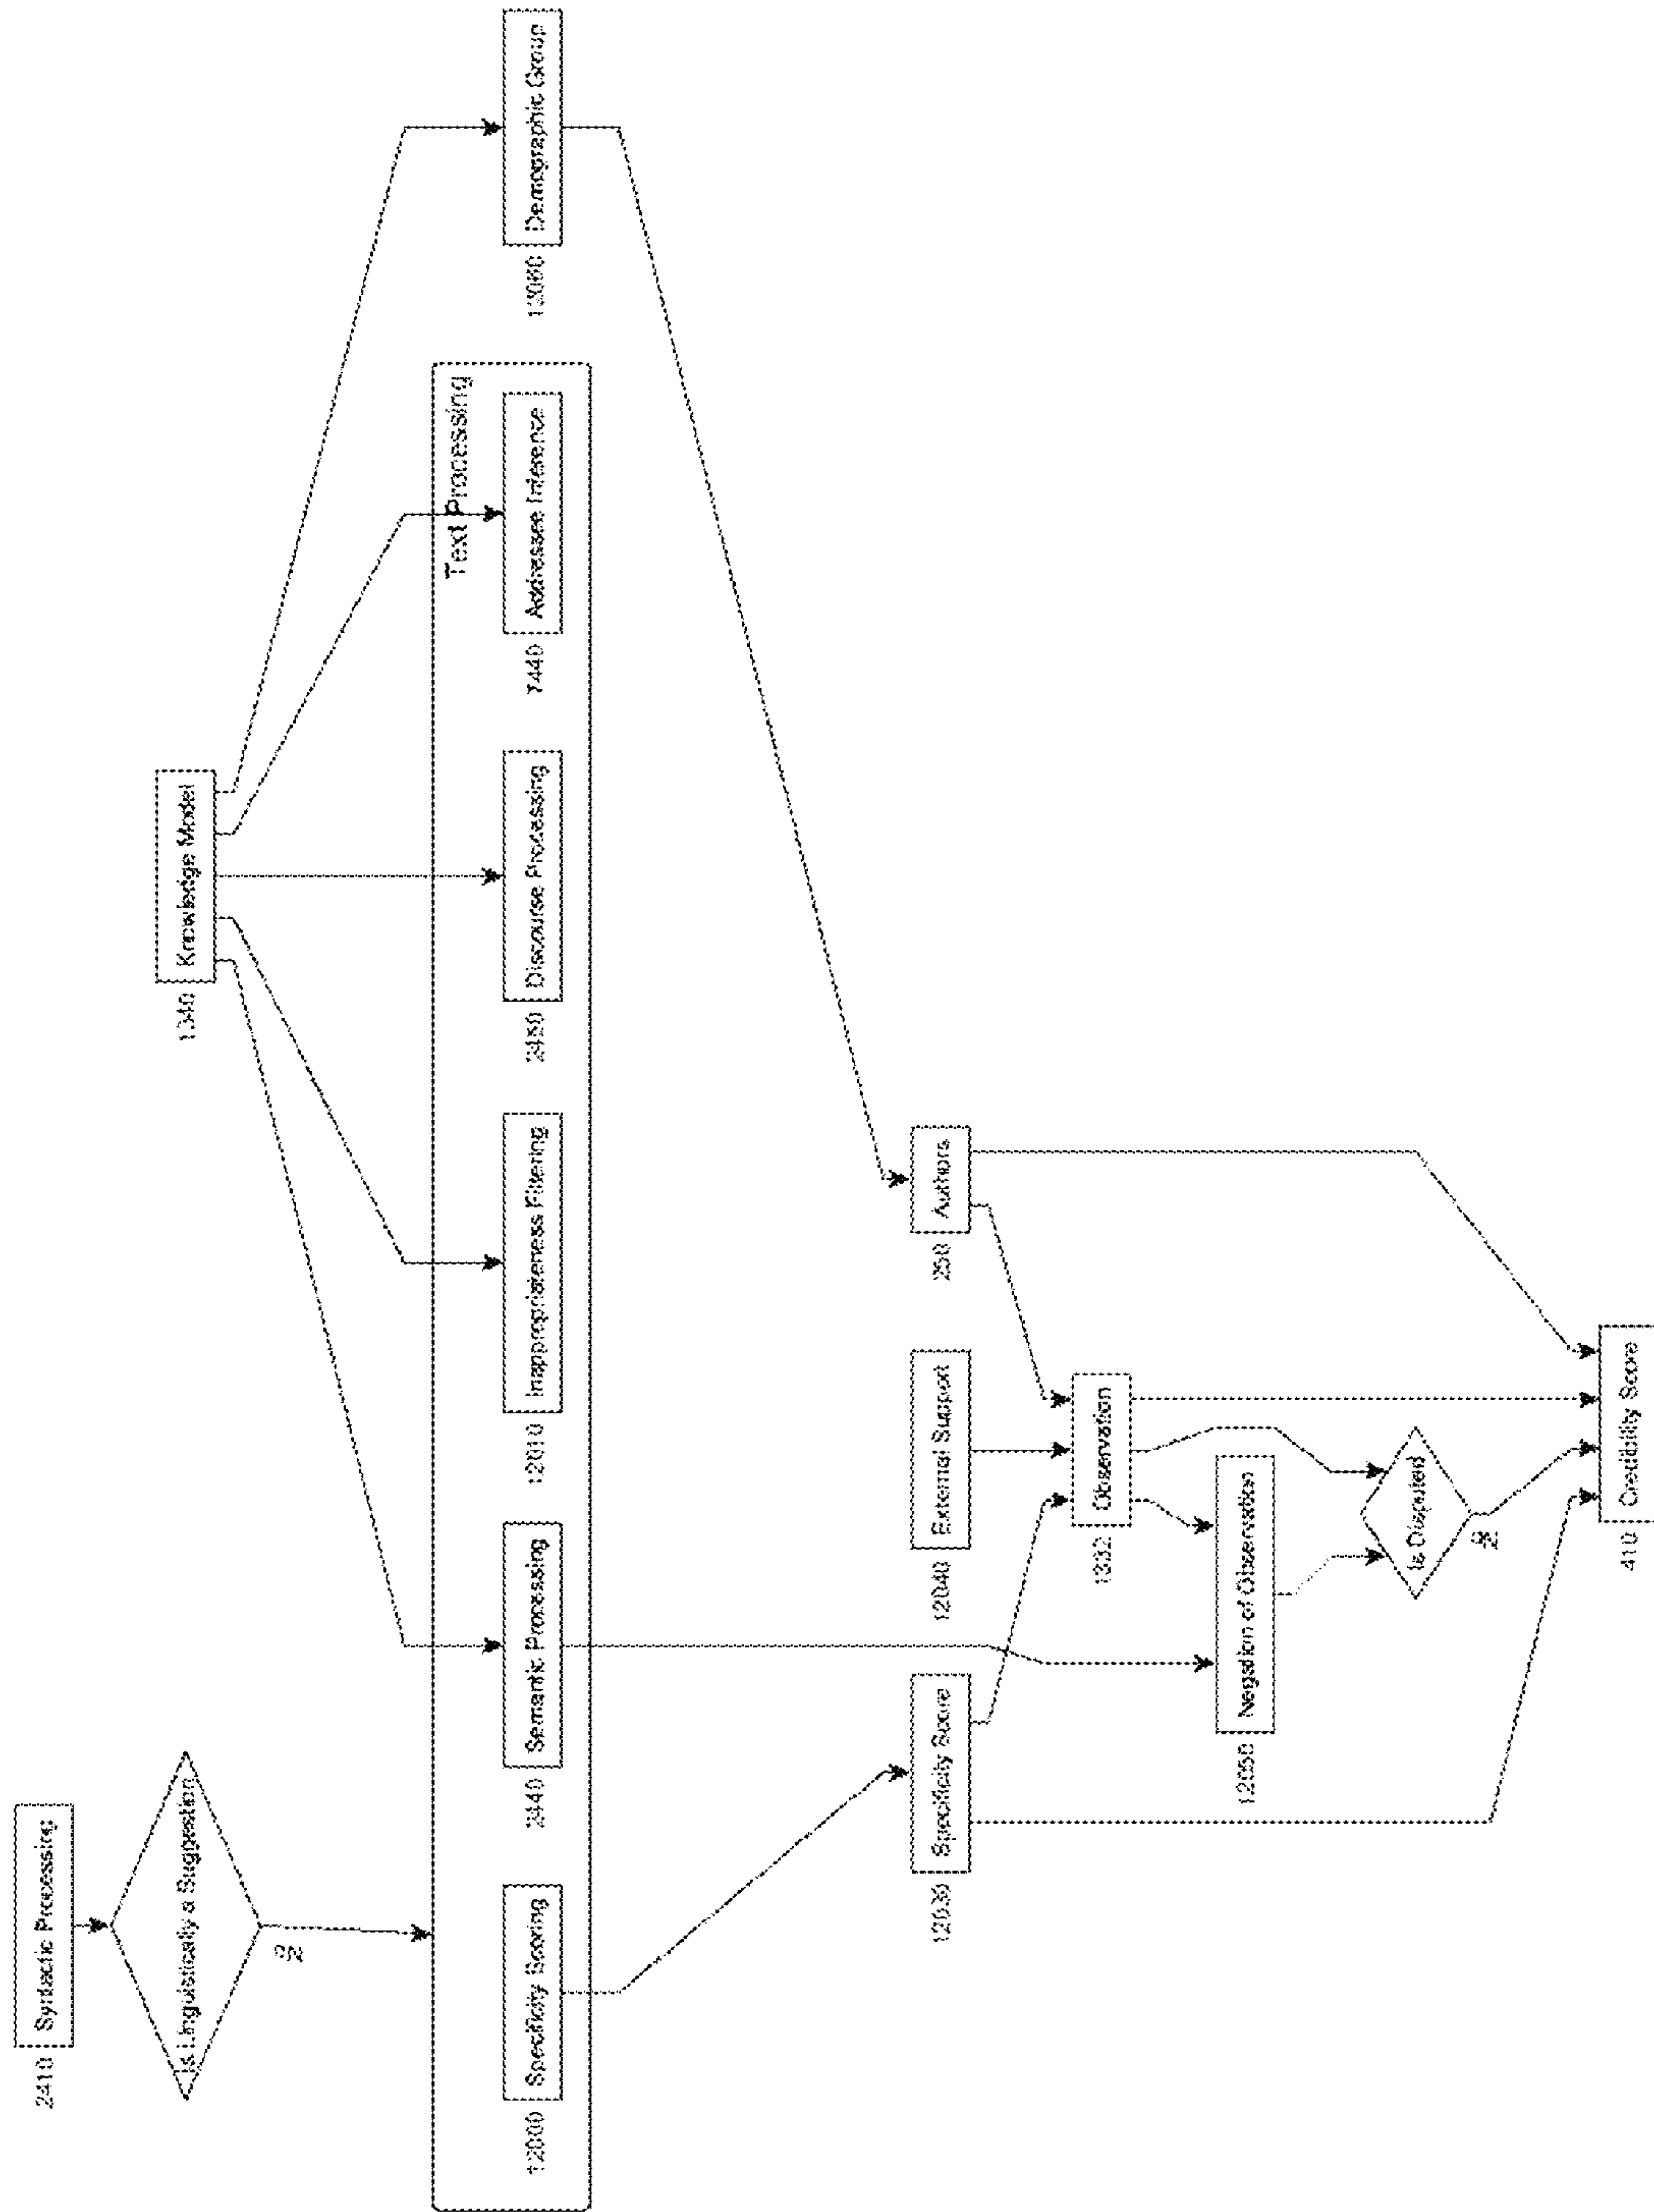 2410 Syntactic Processing
Is Linguistically a Suggestion
No
1340 Knowledge Model
Text Processing
12000 Specificity Scoring
2440 Semantic Processing
12010 Inappropriateness Filtering
2450 Discourse Processing
7440 Addressee Inference
Demographic Group
12030 Specificity Score
12040 External Support
250 Authors
1332 Observation
12050 Negation of Observation
Is Disputed
No
410 Credibility Score